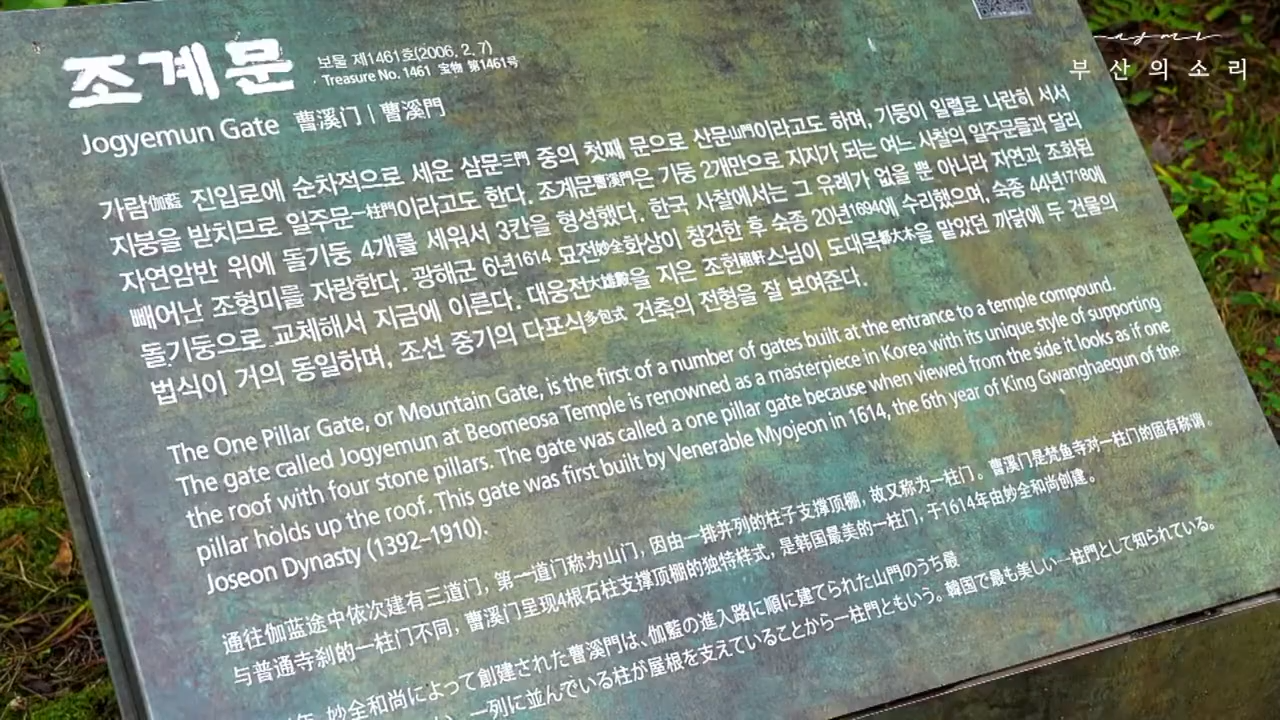 조계문 보물 제1461호(2006. 2. 7)
Treasure No. 1461 宝物 第1461号
Jogyemun Gate 曹溪门 | 曹溪門
부산의소리
가람伽藍 진입로에 순차적으로 세운 삼문三門 중의 첫째 문으로 산문山門이라고도 하며, 기둥이 일렬로 나란히 서서
지붕을 받치므로 일주문一柱門이라고도 한다. 조계문曹溪門은 기둥 2개만으로 지지가 되는 여느 사찰의 일주문들과 달리
자연암반 위에 돌기둥 4개를 세워서 3칸을 형성했다. 한국 사찰에서는 그 유례가 없을 뿐 아니라 자연과 조화된
빼어난 조형미를 자랑한다. 광해군 6년1614 묘전妙全화상이 창건한 후 숙종 20년1694에 수리했으며, 숙종 44년1718에
돌기둥으로 교체해서 지금에 이른다. 대웅전大雄殿을 지은 조헌祖軒스님이 도대목都大木을 맡았던 까닭에 두 건물의
법식이 거의 동일하며, 조선 중기의 다포식多包式 건축의 전형을 잘 보여준다.
The One Pillar Gate, or Mountain Gate, is the first of a number of gates built at the entrance to a temple compound.
The gate called Jogyemun at Beomeosa Temple is renowned as a masterpiece in Korea with its unique style of supporting
the roof with four stone pillars. The gate was called a one pillar gate because when viewed from the side it looks as if one
pillar holds up the roof. This gate was first built by Venerable Myojeon in 1614, the 6th year of King Gwanghaegun of the
Joseon Dynasty (1392–1910).
通往伽蓝途中依次建有三道门, 第一道门称为山门, 因由一排并列的柱子支撑顶棚, 故又称为一柱门。曹溪门是梵鱼寺对一柱门的固有称谓。
与普通寺刹的一柱门不同, 曹溪门呈现4根石柱支撑顶棚的独特样式, 是韩国最美的一柱门, 于1614年由妙全和尚创建。
年, 妙全和尚によって創建された曹溪門は、伽藍の進入路に順に建てられた山門のうち最
一列に並んでいる柱が屋根を支えていることから一柱門ともいう。韓国で最も美しい一柱門として知られている。